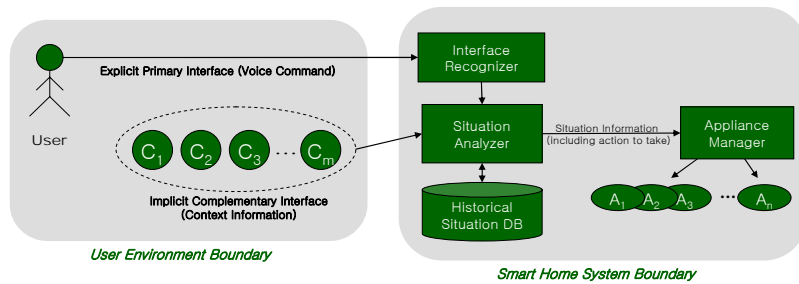 Explicit Primary Interface (Voice Command)
User
C1 C2 C3 ... Cm
Implicit Complementary Interface
(Context Information)
User Environment Boundary
Interface
Recognizer
Situation
Analyzer
Situation Information
(including action to take)
Appliance
Manager
Historical
Situation DB
A1 A2 A3 ... An
Smart Home System Boundary